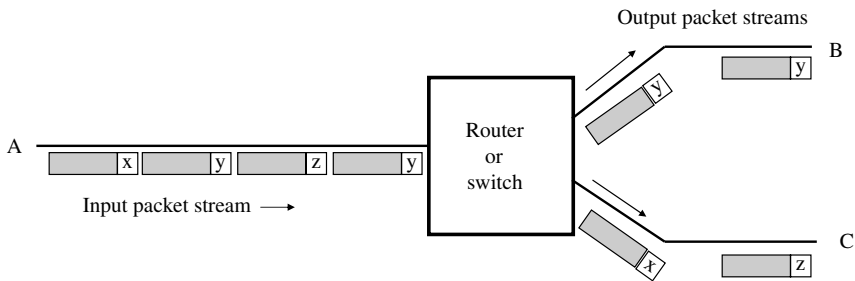 Output packet streams
B
y
y
A
Router
or
switch
x y z y
Input packet stream
x
C
z